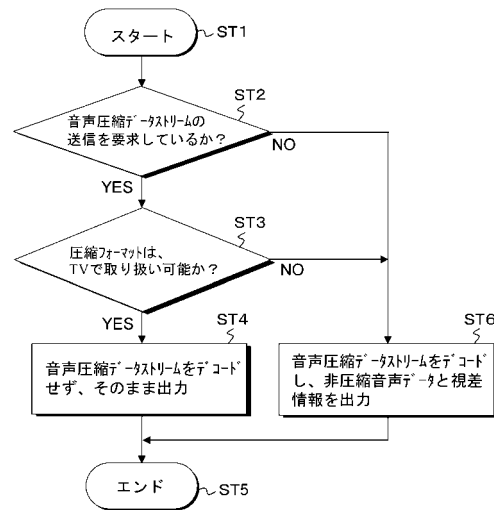 スタート
ST1
ST2
音声圧縮データストリームの
送信を要求しているか?
NO
YES
ST3
圧縮フォーマットは、
TVで取り扱い可能か?
NO
YES
ST4
音声圧縮データストリームをデコード
せず、そのまま出力
ST6
音声圧縮データストリームをデコード
し、非圧縮音声データと視差
情報を出力
エンド
ST5